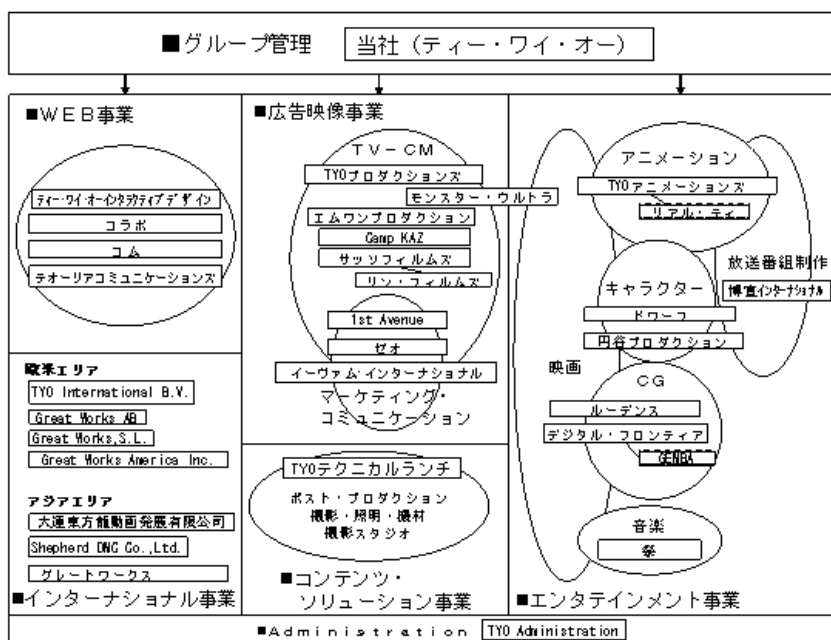 ■グループ管理 当社（ティー・ワイ・オー）
■ＷＥＢ事業
ティー・ワイ・オーインタラクティブデザイン
コラボ
コム
テオーリアコミュニケーションズ
欧米エリア
TYO International B.V.
Great Works AB
Great Works,S.L.
Great Works America Inc.
アジアエリア
大連東方龍動画発展有限公司
Shepherd DNC Co.,Ltd.
グレートワークス
■インターナショナル事業
■広告映像事業
ＴＶ－ＣＭ
TYOプロダクションズ
モンスター・ウルトラ
エムワンプロダクション
Camp KAZ
サッソフィルムズ
リン・フィルムズ
1st Avenue
ゼオ
イーヴァム・インターナショナル
マーケティング・
コミュニケーション
TYOテクニカルランチ
ポスト・プロダクション
撮影・照明・機材
撮影スタジオ
■コンテンツ・
ソリューション事業
アニメーション
TYOアニメーションズ
リアル・ティ
放送番組制作
博宣インターナショナル
キャラクター
ドワーフ
円谷プロダクション
映画
ＣＧ
ルーデンス
デジタル・フロンティア
GENBA
音楽
祭
■エンタテインメント事業
■Ａｄｍｉｎｉｓｔｒａｔｉｏｎ TYO Administration